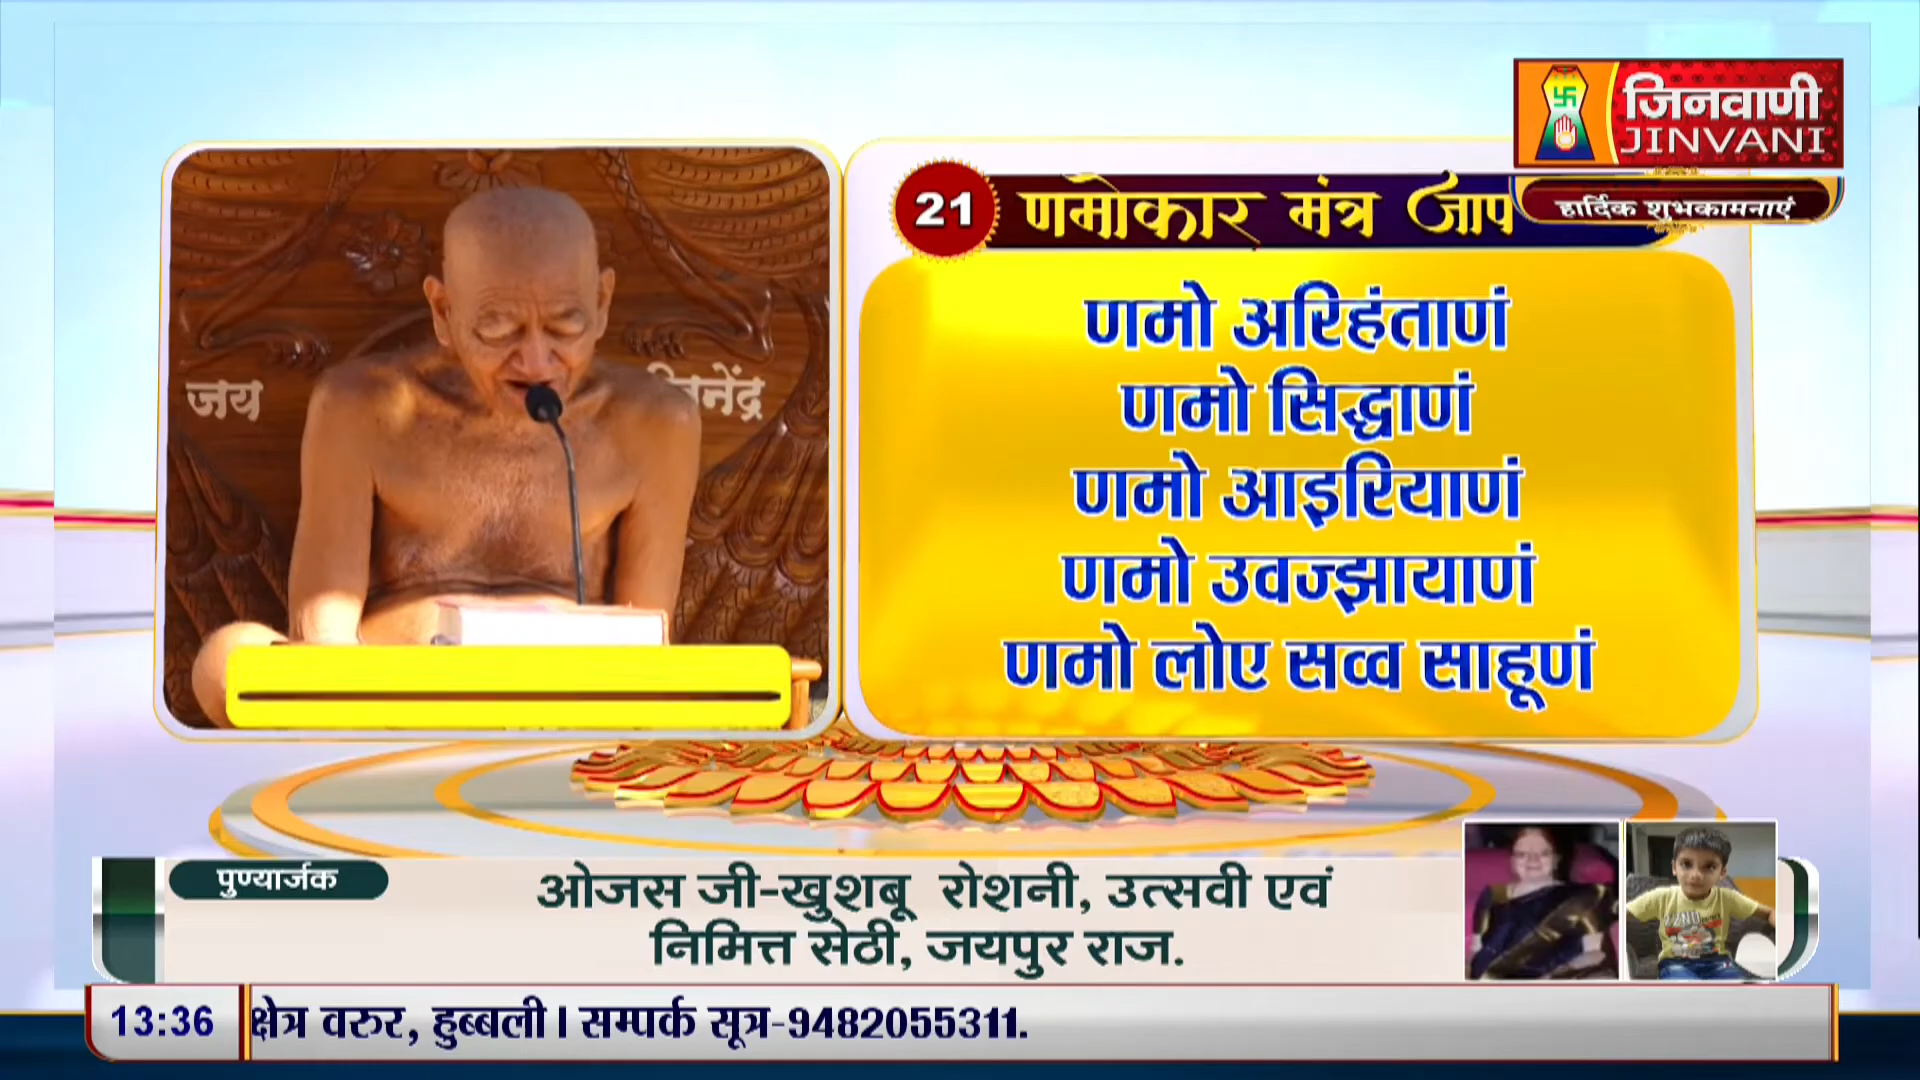 जिनवाणी
JINVANI
हार्दिक शुभकामनाएं
21 णमोकार मंत्र जाप
णमो अरिहंताणं
णमो सिद्धाणं
णमो आइरियाणं
णमो उवज्झायाणं
णमो लोए सव्व साहूणं
जय
पुण्यार्जक
ओजस जी-खुशबू रोशनी, उत्सवी एवं
निमित्त सेठी, जयपुर राज.
13:36 क्षेत्र वरुर, हुब्बली। सम्पर्क सूत्र-9482055311.